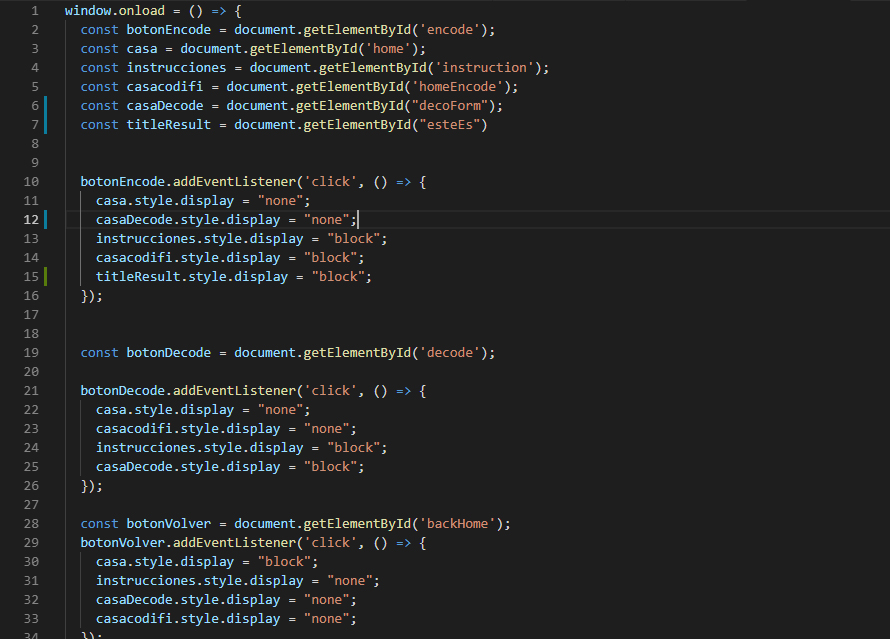 1 window.onload = () => {
2 const botonEncode = document.getElementById('encode');
3 const casa = document.getElementById('home');
4 const instrucciones = document.getElementById('instruction');
5 const casacodifi = document.getElementById('homeEncode');
6 const casaDecode = document.getElementById("decoForm");
7 const titleResult = document.getElementById("esteEs")
8
9
10 botonEncode.addEventListener('click', () => {
11 casa.style.display = "none";
12 casaDecode.style.display = "none";
13 instrucciones.style.display = "block";
14 casacodifi.style.display = "block";
15 titleResult.style.display = "block";
16 });
17
18
19 const botonDecode = document.getElementById('decode');
20
21 botonDecode.addEventListener('click', () => {
22 casa.style.display = "none";
23 casacodifi.style.display = "none";
24 instrucciones.style.display = "block";
25 casaDecode.style.display = "block";
26 });
27
28 const botonVolver = document.getElementById('backHome');
29 botonVolver.addEventListener('click', () => {
30 casa.style.display = "block";
31 instrucciones.style.display = "none";
32 casaDecode.style.display = "none";
33 casacodifi.style.display = "none";
34 });